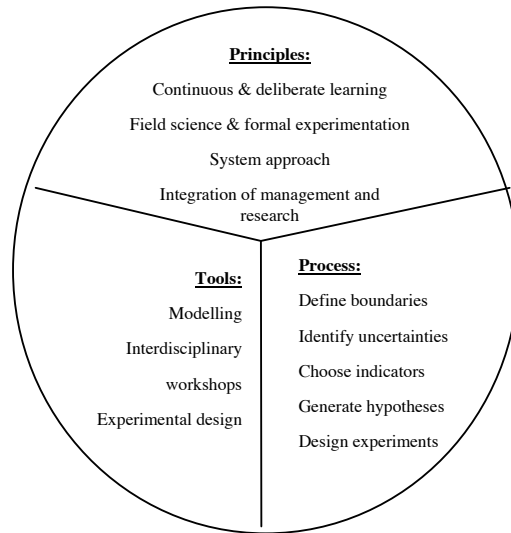 Principles:
Continuous & deliberate learning
Field science & formal experimentation
System approach
Integration of management and
research
Tools:
Modelling
Interdisciplinary
workshops
Experimental design
Process:
Define boundaries
Identify uncertainties
Choose indicators
Generate hypotheses
Design experiments